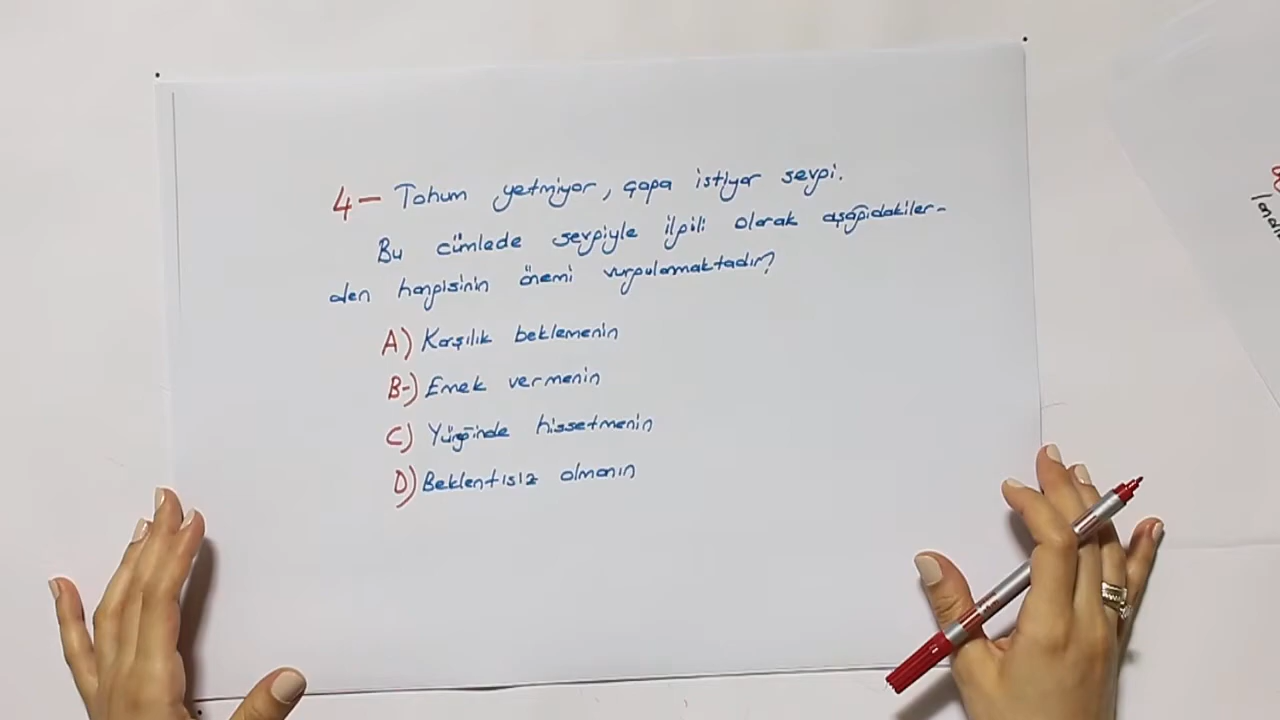 4- Tohum yetmiyor, çapa istiyor sevgi.
Bu cümlede sevgiyle ilgili olarak aşağıdakiler-
den hangisinin önemi vurgulanmaktadır?
A) Karşılık beklemenin
B-) Emek vermenin
C) Yüreğinde hissetmenin
D) Beklentisiz olmanın